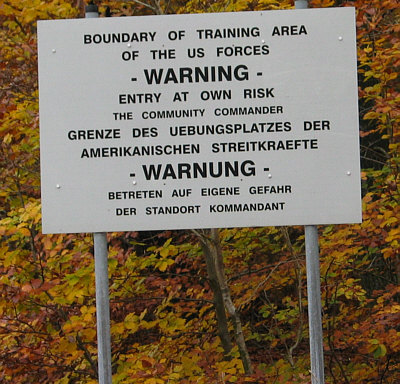 BOUNDARY OF TRAINING AREA
OF THE US FORCES
- WARNING -
ENTRY AT OWN RISK
THE COMMUNITY COMMANDER
GRENZE DES UEBUNGSPLATZES DER
AMERIKANISCHEN STREITKRAEFTE
- WARNUNG -
BETRETEN AUF EIGENE GEFAHR
DER STANDORT KOMMANDANT